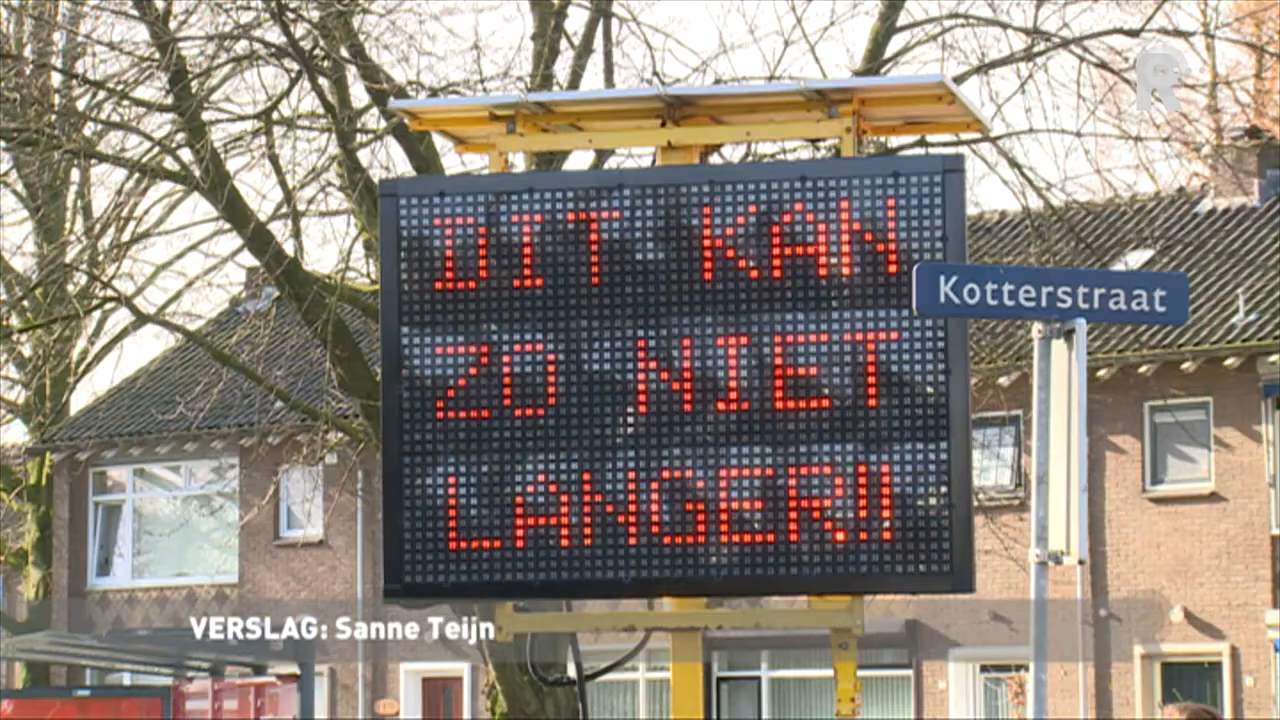 R
DIT KAN
Kotterstraat
ZO NIET
LANGER!!
VERSLAG: Sanne Teijn